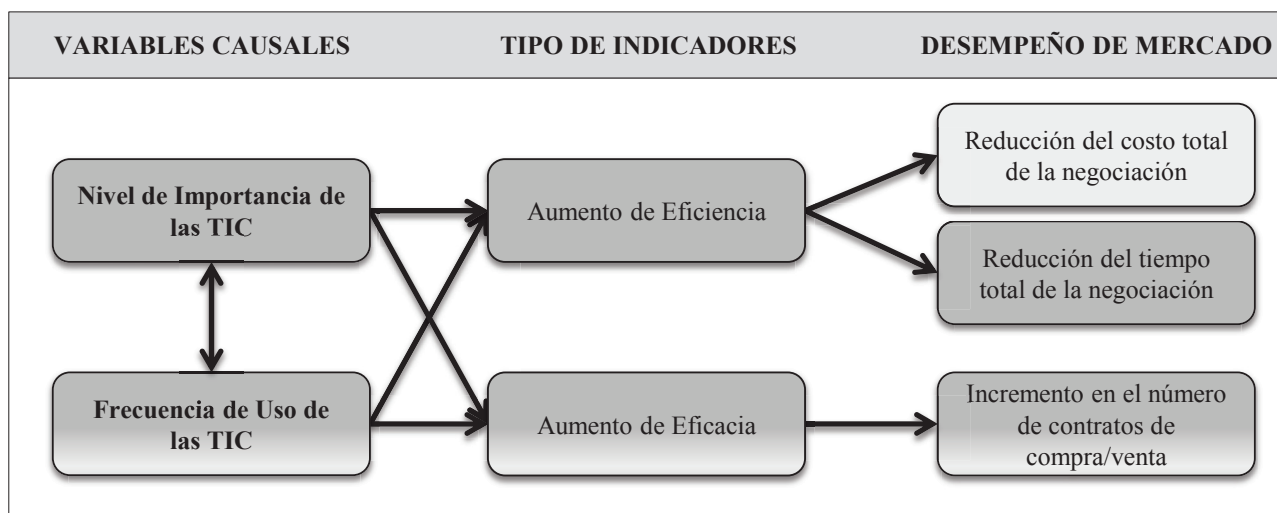 VARIABLES CAUSALES
TIPO DE INDICADORES
DESEMPEÑO DE MERCADO
Nivel de Importancia de
las TIC
Aumento de Eficiencia
Reducción del costo total
de la negociación
Reducción del tiempo
total de la negociación
Frecuencia de Uso de
las TIC
Aumento de Eficacia
Incremento en el número
de contratos de
compra/venta